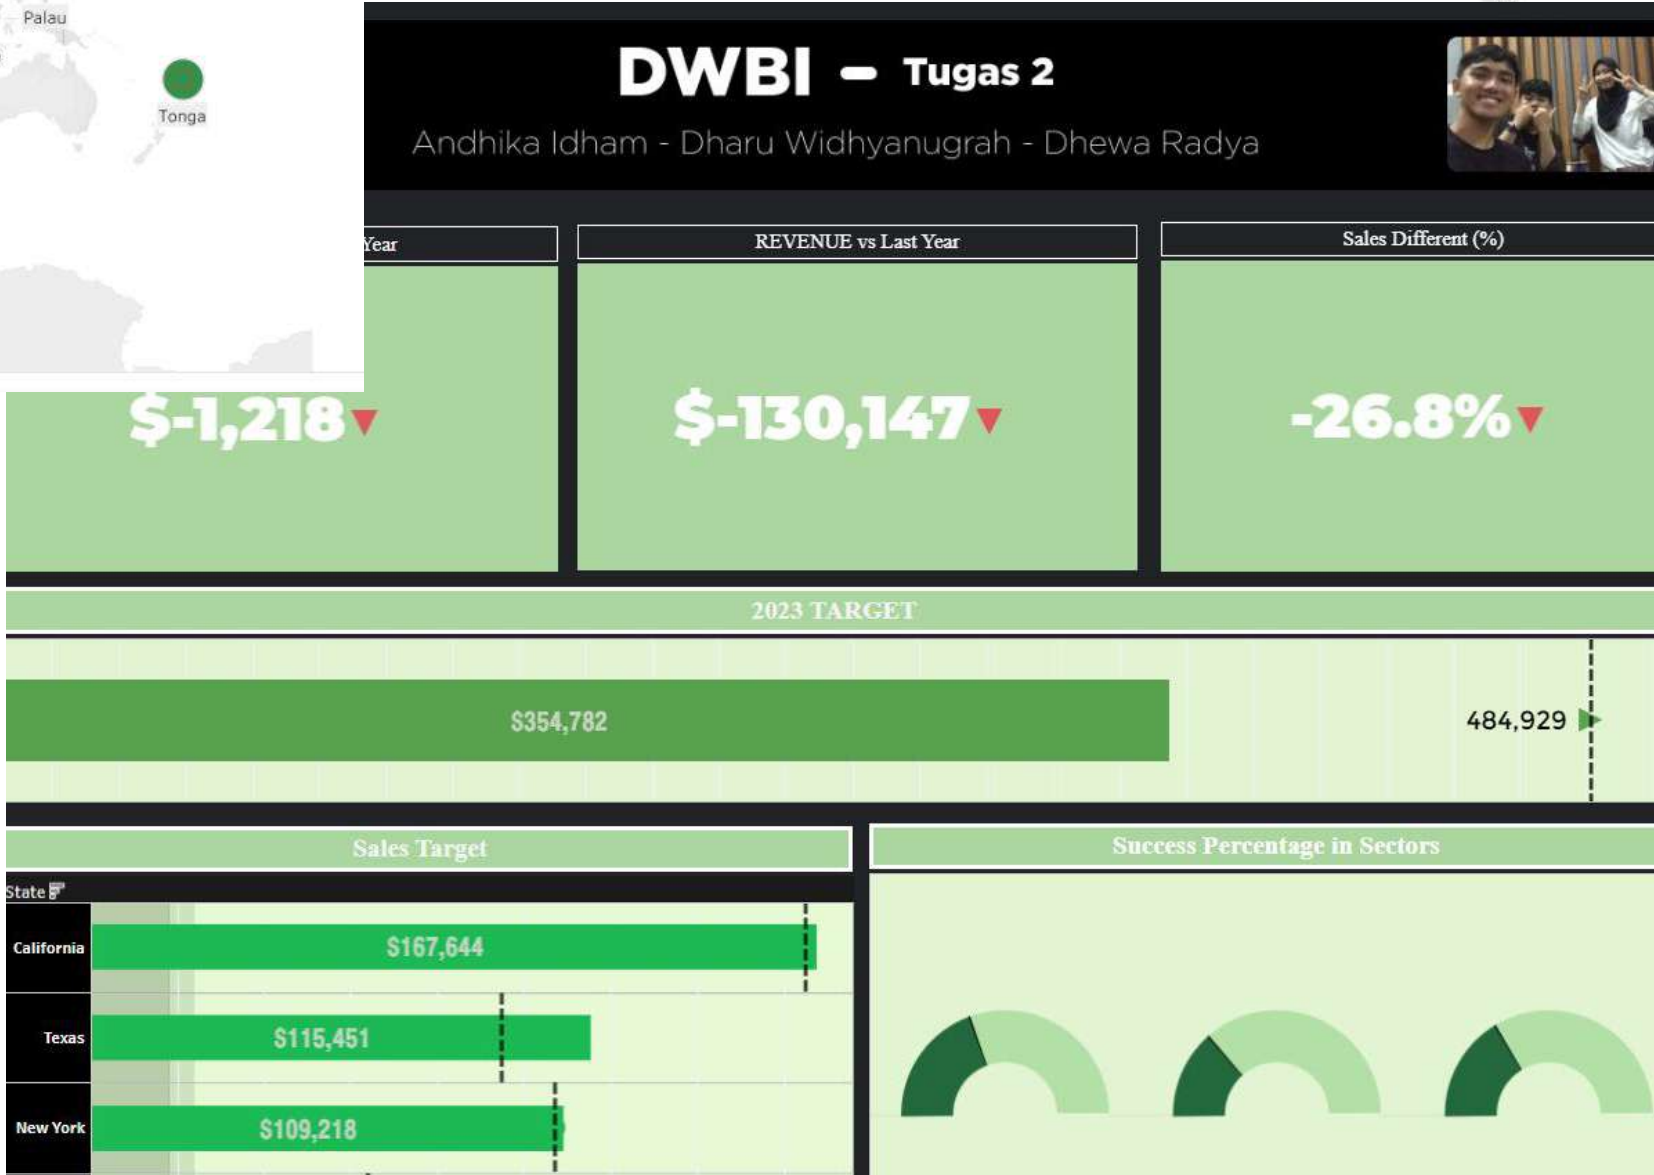 Palau
Tonga
DWBI – Tugas 2
Andhika Idham - Dharu Widhyanugrah - Dhewa Radya
Year
REVENUE vs Last Year
Sales Different (%)
$-1,218▼
$-130,147▼
-26.8%▼
2023 TARGET
$354,782
484,929
Sales Target
Success Percentage in Sectors
State
California
$167,644
Texas
$115,451
New York
$109,218